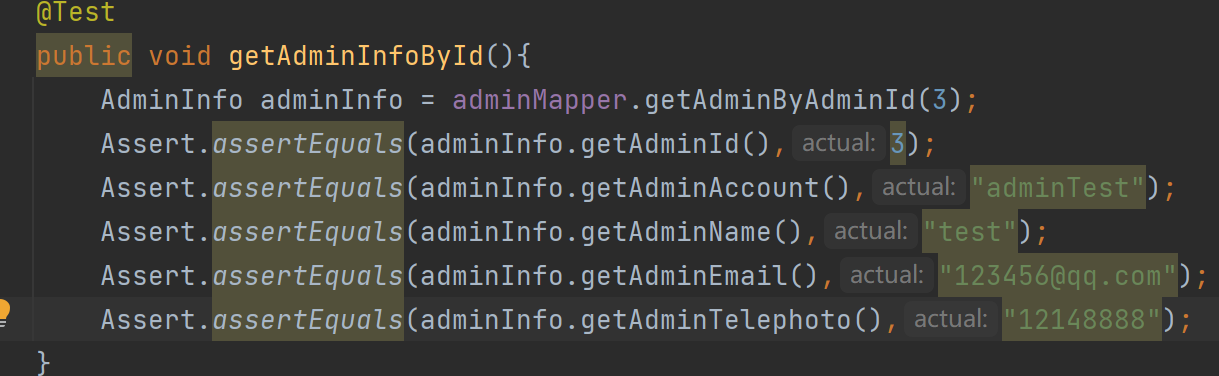 @Test
public void getAdminInfoById(){
AdminInfo adminInfo = adminMapper.getAdminByAdminId(3);
Assert.assertEquals(adminInfo.getAdminId(), actual: 3);
Assert.assertEquals(adminInfo.getAdminAccount(), actual: "adminTest");
Assert.assertEquals(adminInfo.getAdminName(), actual: "test");
Assert.assertEquals(adminInfo.getAdminEmail(), actual: "123456@qq.com");
Assert.assertEquals(adminInfo.getAdminTelephoto(), actual: "12148888");
}